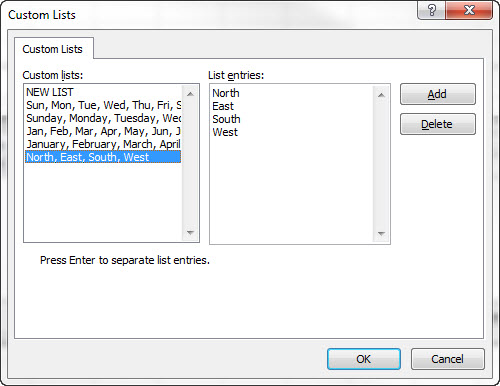 Custom Lists
Custom Lists
Custom lists:
NEW LIST
Sun, Mon, Tue, Wed, Thu, Fri, S
Sunday, Monday, Tuesday, Wed
Jan, Feb, Mar, Apr, May, Jun, J
January, February, March, April
North, East, South, West
List entries:
North
East
South
West
Add
Delete
Press Enter to separate list entries.
OK
Cancel